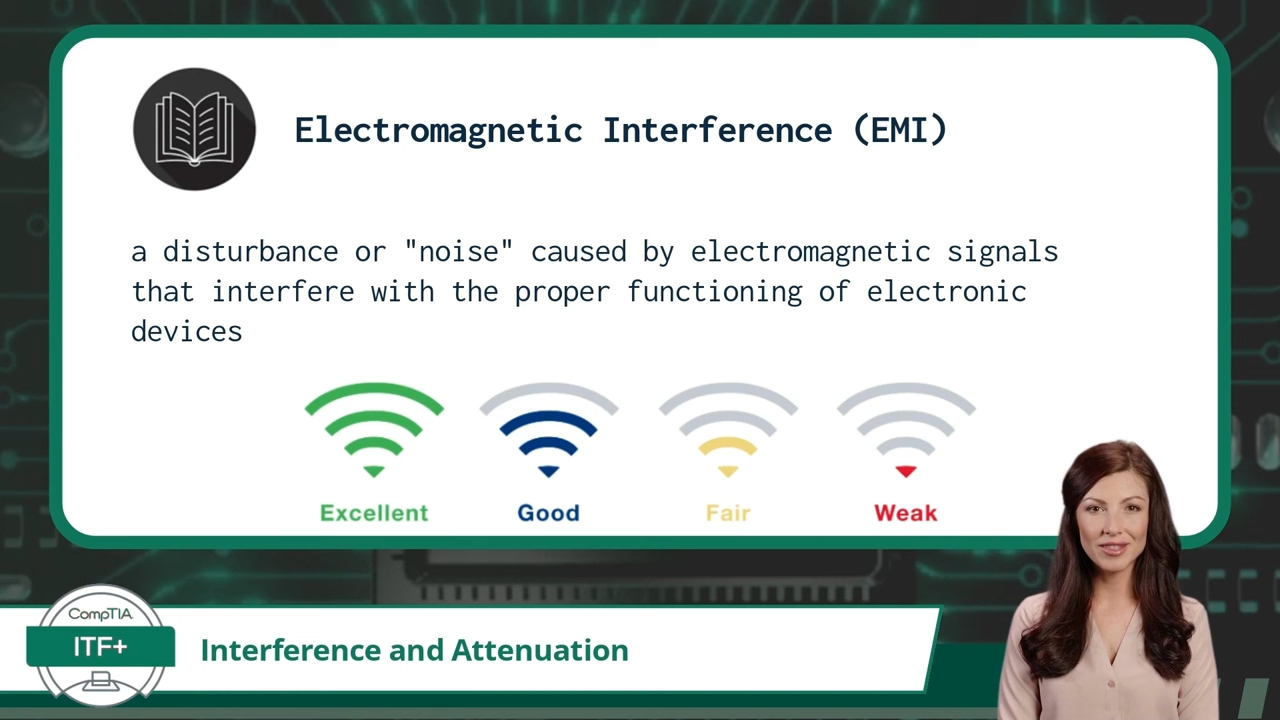 Electromagnetic Interference (EMI)
a disturbance or "noise" caused by electromagnetic signals
that interfere with the proper functioning of electronic
devices
Excellent Good Fair Weak
CompTIA.
ITF+
Interference and Attenuation